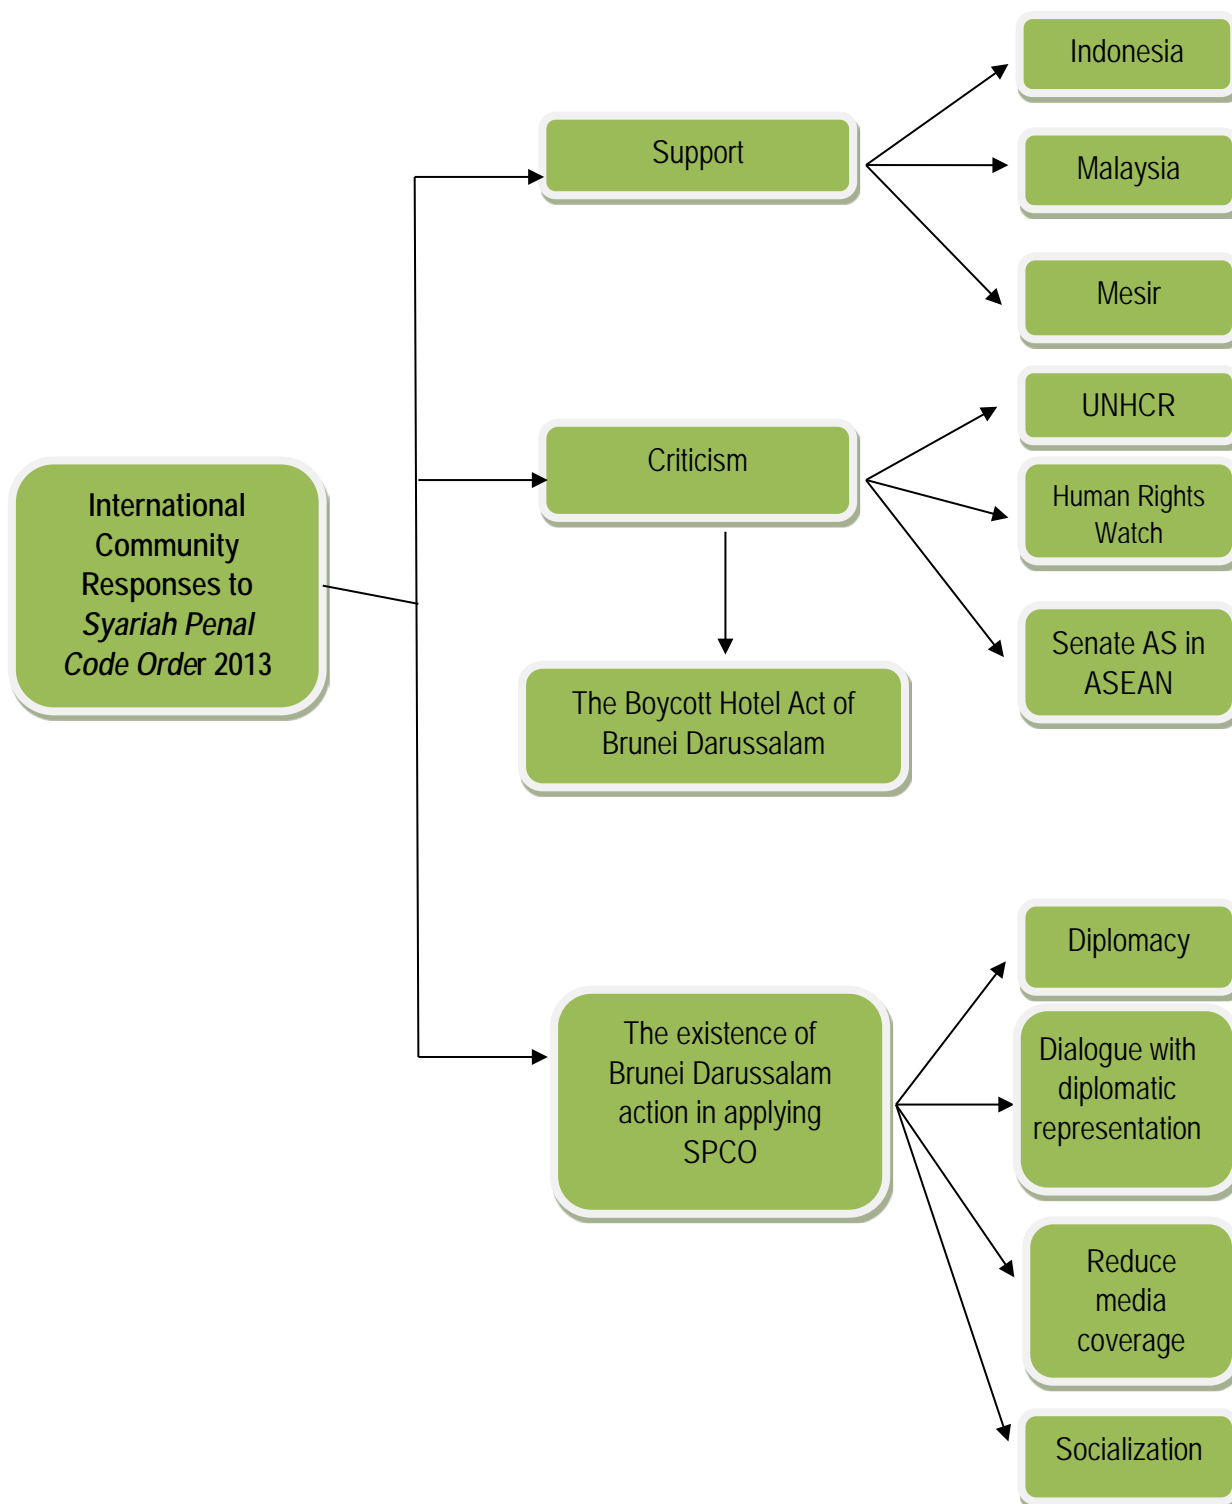 International
Community
Responses to
Syariah Penal
Code Order 2013
Support
Indonesia
Malaysia
Mesir
Criticism
UNHCR
Human Rights
Watch
Senate AS in
ASEAN
The Boycott Hotel Act of
Brunei Darussalam
The existence of
Brunei Darussalam
action in applying
SPCO
Diplomacy
Dialogue with
diplomatic
representation
Reduce
media
coverage
Socialization